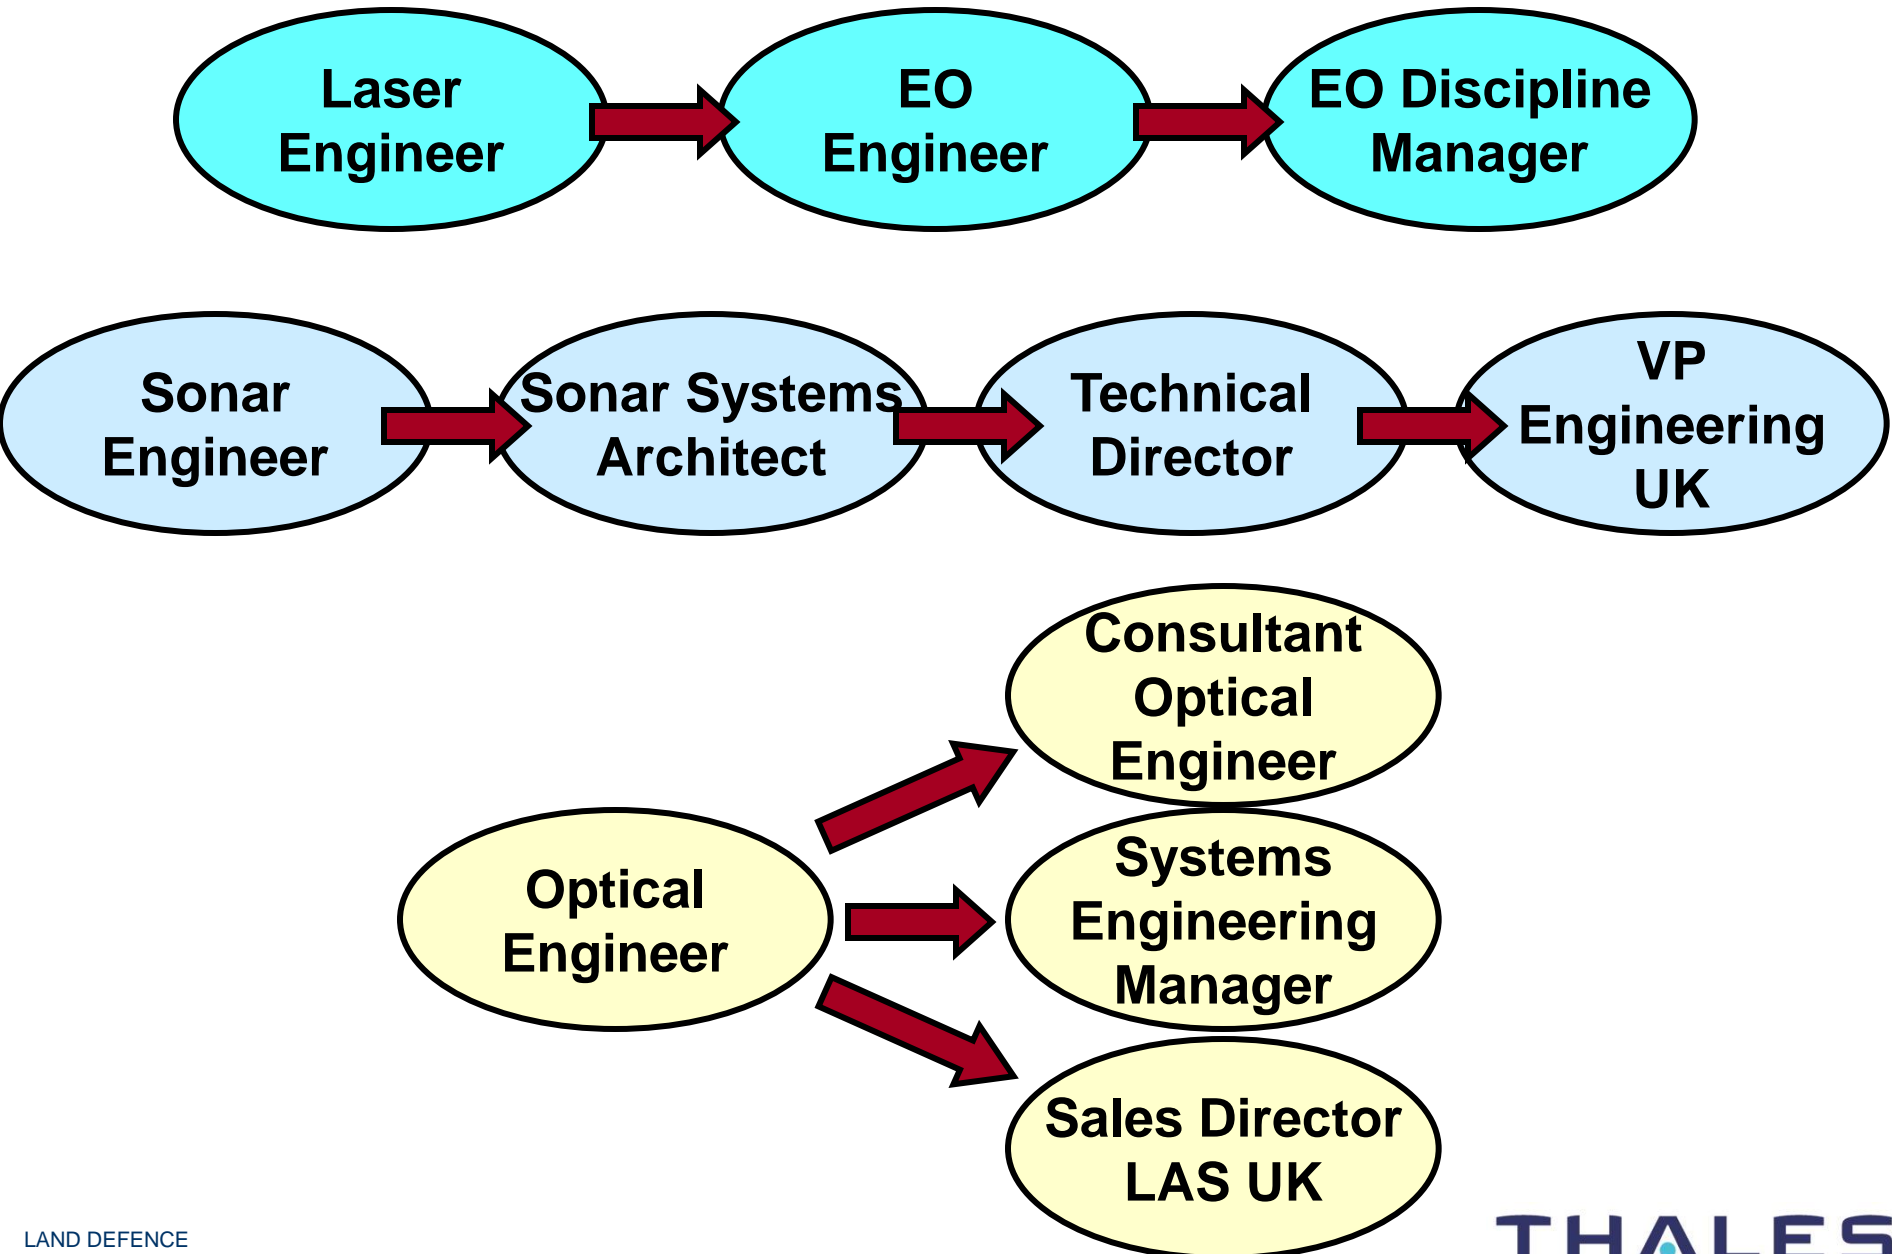 Laser
Engineer
EO
Engineer
EO Discipline
Manager
Sonar
Engineer
Sonar Systems
Architect
Technical
Director
VP
Engineering
UK
Consultant
Optical
Engineer
Optical
Engineer
Systems
Engineering
Manager
Sales Director
LAS UK
LAND DEFENCE
THALES